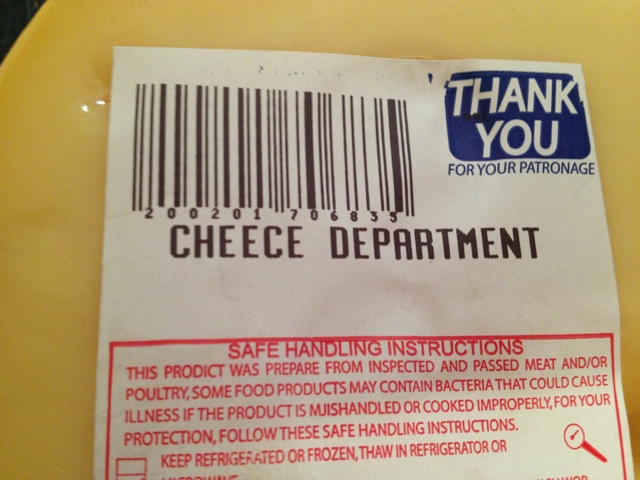 THANK
YOU
FOR YOUR PATRONAGE
200201 706835
CHEECE DEPARTMENT
SAFE HANDLING INSTRUCTIONS
THIS PRODICT WAS PREPARE FROM INSPECTED AND PASSED MEAT AND/OR
POULTRY, SOME FOOD PRODUCTS MAY CONTAIN BACTERIA THAT COULD CAUSE
ILLNESS IF THE PRODUCT IS MJISHANDLED OR COOKED IMPROPERLY, FOR YOUR
PROTECTION, FOLLOW THESE SAFE HANDLING INSTRUCTIONS.
KEEP REFRIGERATED OR FROZEN, THAW IN REFRIGERATOR OR
MICROWAVE